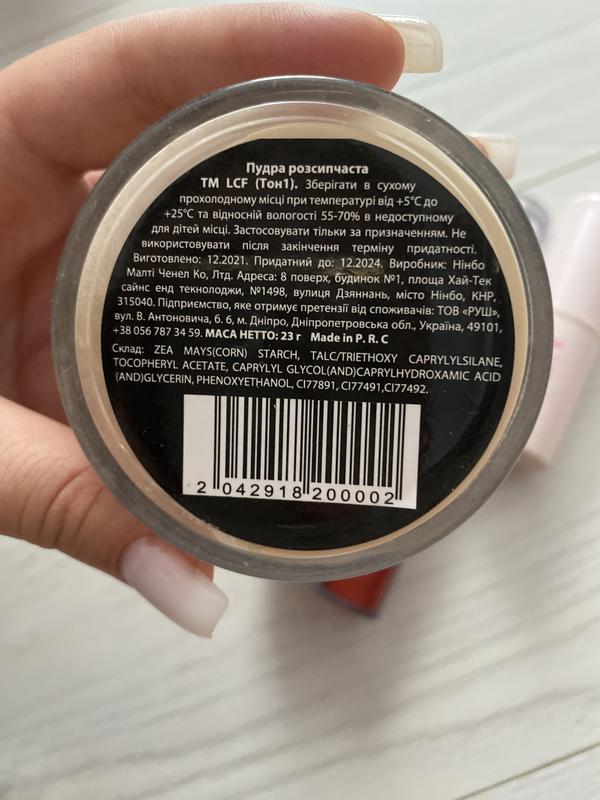 Пудра розсипчаста
ТМ LCF (Тон1). Зберігати в сухому
прохолодному місці при температурі від +5°С до
+25°С та відносній вологості 55-70% в недоступному
для дітей місці. Застосовувати тільки за призначенням. Не
використовувати після закінчення терміну придатності.
Виготовлено: 12.2021. Придатний до: 12.2024. Виробник: Нінбо
Малті Ченел Ко, Лтд. Адреса: 8 поверх, будинок №1, площа Хай-Тек
сайнс енд текнолоджи, №1498, вулиця Дзяннань, місто Нінбо, КНР,
315040. Підприємство, яке отримує претензії від споживачів: ТОВ «РУШ»,
вул. В. Антоновича, б. 6, м. Дніпро, Дніпропетровська обл., Україна, 49101,
+38 056 787 34 59. МАСА НЕТТО: 23 г Made in P. R. C
Склад: ZEA MAYS(CORN) STARCH, TALC/TRIETHOXY CAPRYLYLSILANE,
TOCOPHERYL ACETATE, CAPRYLYL GLYCOL(AND)CAPRYLHYDROXAMIC ACID
(AND)GLYCERIN, PHENOXYETHANOL, CI77891,CI77491,CI77492.
2 042918 200002